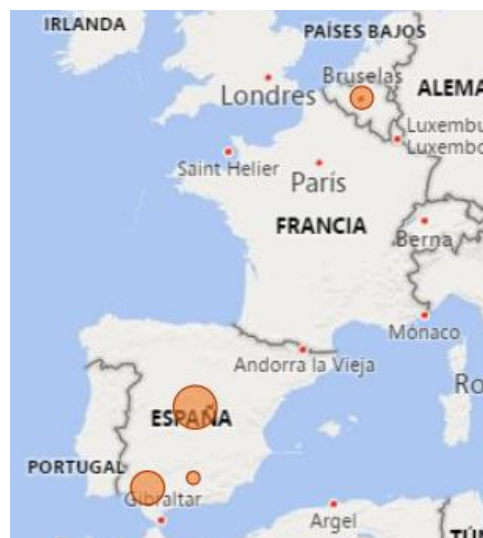 IRLANDA
PAÍSES BAJOS
Bruselas
ALEMA
Londres
Luxembu
Luxembo
Saint Helier
París
FRANCIA
Berna
Mónaco
Andorra la Vieja
Ro
ESPAÑA
PORTUGAL
Gibraltar
Argel
TÚN